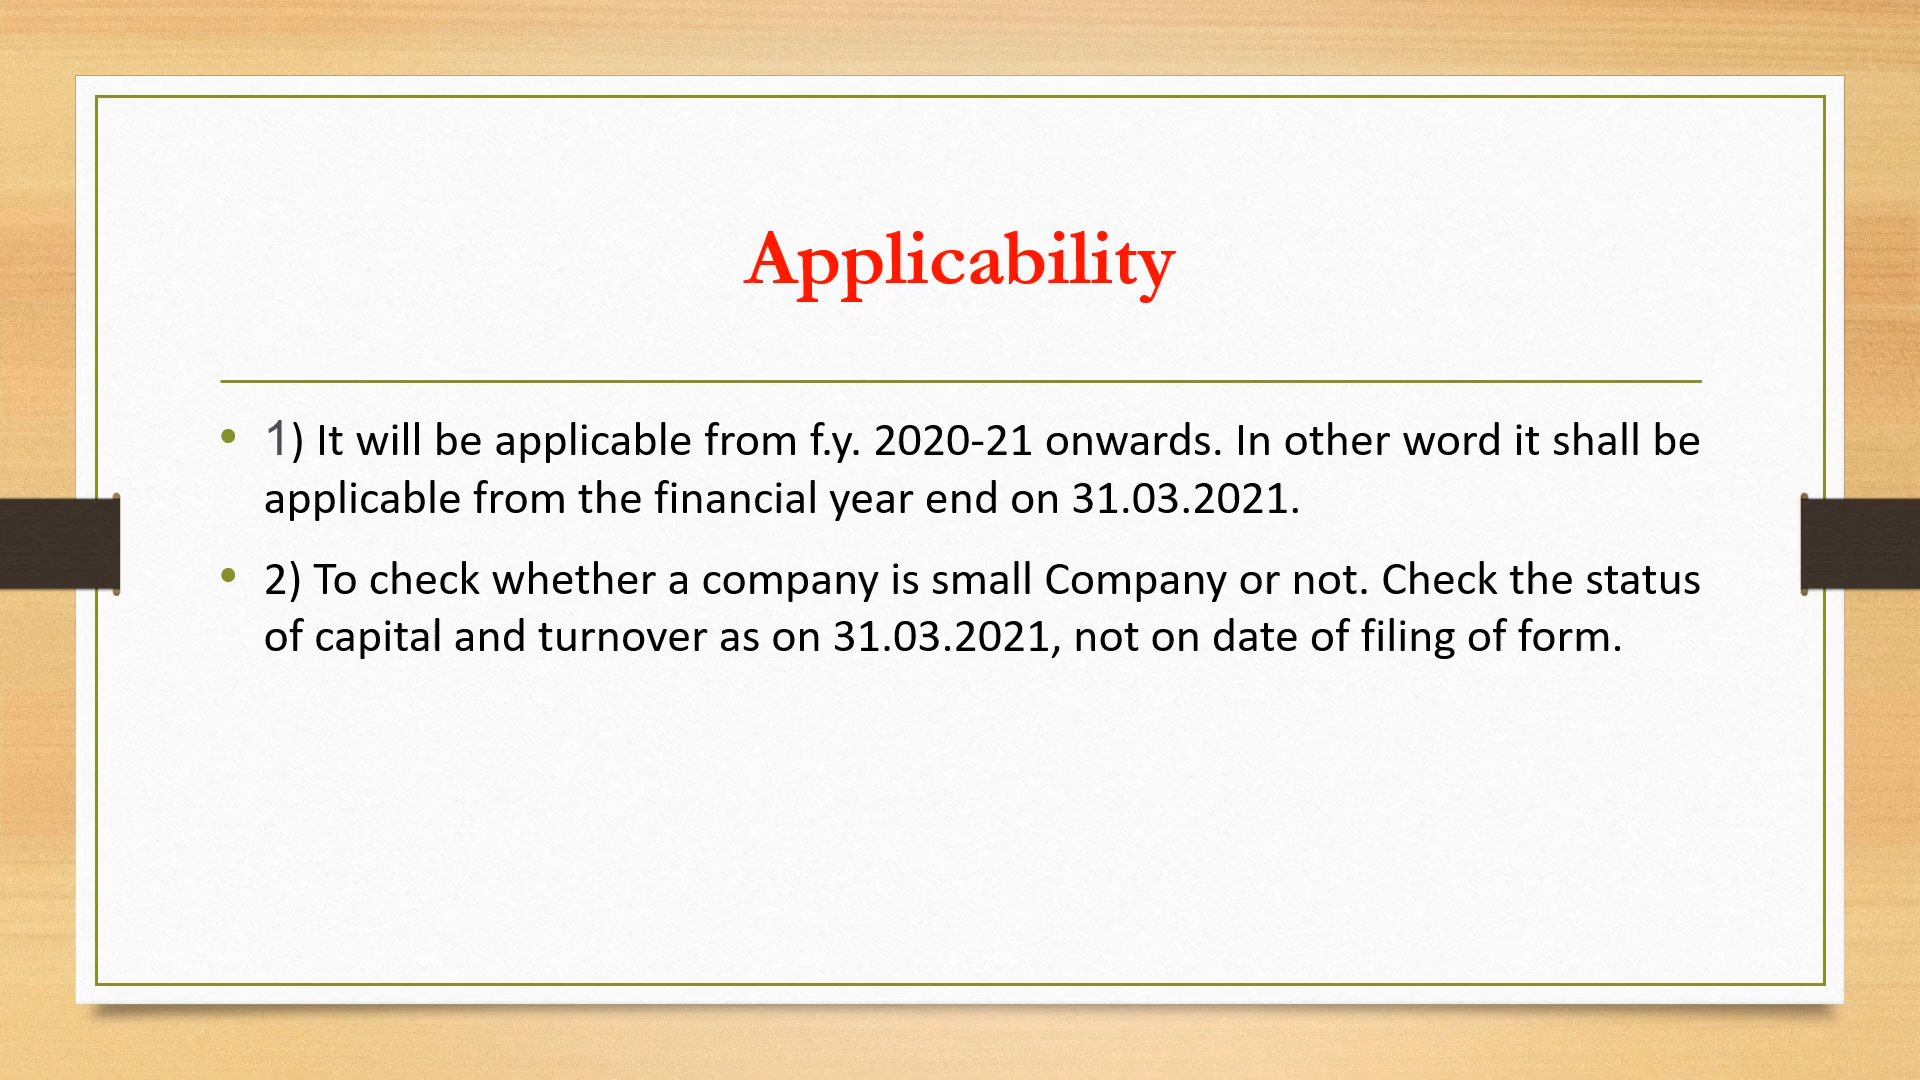 Applicability
• 1) It will be applicable from f.y. 2020-21 onwards. In other word it shall be
applicable from the financial year end on 31.03.2021.
• 2) To check whether a company is small Company or not. Check the status
of capital and turnover as on 31.03.2021, not on date of filing of form.